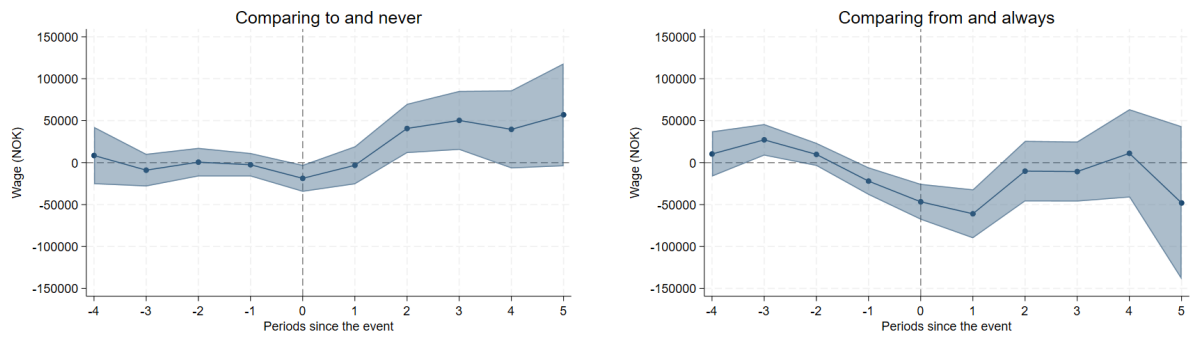 Comparing to and never
150000
100000
50000
0
-50000
-100000
-150000
Wage (NOK)
-4 -3 -2 -1 0 1 2 3 4 5
Periods since the event
Comparing from and always
150000
100000
50000
0
-50000
-100000
-150000
Wage (NOK)
-4 -3 -2 -1 0 1 2 3 4 5
Periods since the event